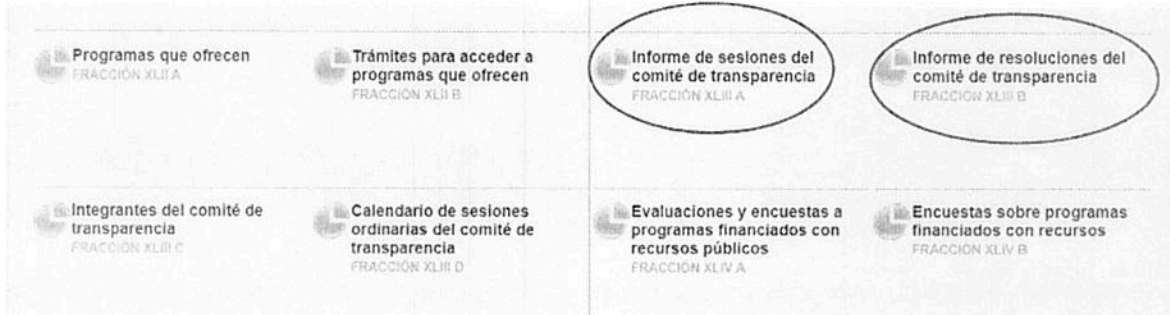 Programas que ofrecen
FRACCIÓN XLII A
Trámites para acceder a
programas que ofrecen
FRACCIÓN XLII B
Informe de sesiones del
comité de transparencia
FRACCIÓN XLIII A
Informe de resoluciones del
comité de transparencia
FRACCIÓN XLIII B
Integrantes del comité de
transparencia
FRACCIÓN XLIII C
Calendario de sesiones
ordinarias del comité de
transparencia
FRACCIÓN XLIII D
Evaluaciones y encuestas a
programas financiados con
recursos públicos
FRACCIÓN XLIV A
Encuestas sobre programas
financiados con recursos
FRACCIÓN XLIV B